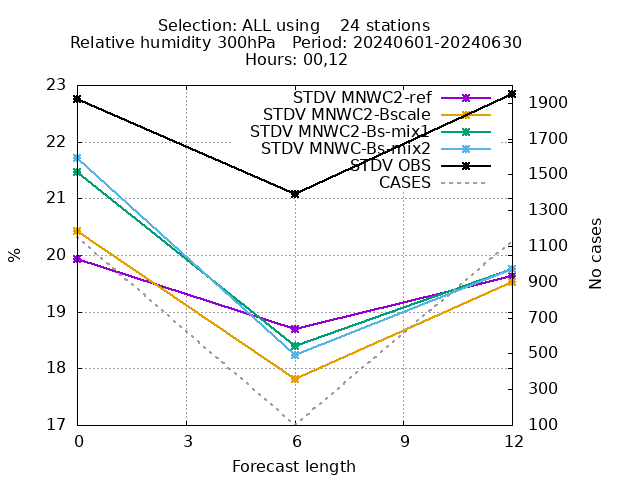 Selection: ALL using    24 stations
Relative humidity 300hPa   Period: 20240601-20240630
Hours: 00,12
STDV MNWC2-ref
STDV MNWC2-Bscale
STDV MNWC2-Bs-mix1
STDV MNWC-Bs-mix2
STDV OBS
CASES
23
22
21
20
19
18
17
%
1900
1700
1500
1300
1100
900
700
500
300
100
No cases
0 3 6 9 12
Forecast length